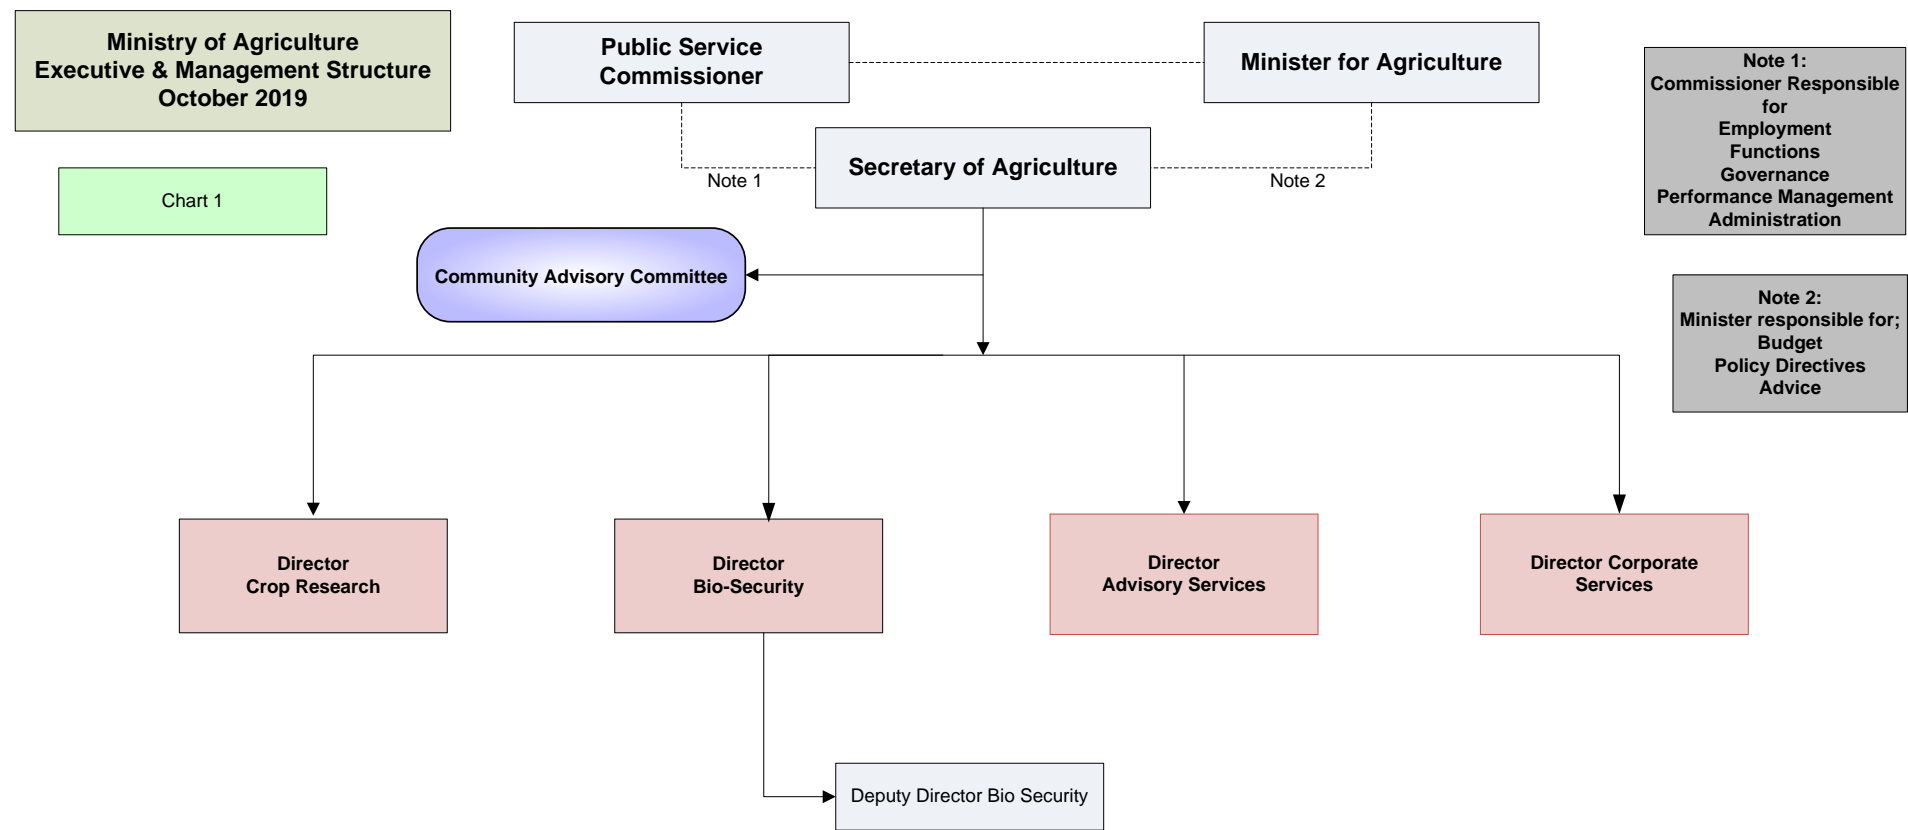 Ministry of Agriculture
Executive & Management Structure
October 2019
Public Service
Commissioner
Minister for Agriculture
Note 1:
Commissioner Responsible
for
Employment
Functions
Governance
Performance Management
Administration
Chart 1
Secretary of Agriculture
Note 1
Note 2
Community Advisory Committee
Note 2:
Minister responsible for;
Budget
Policy Directives
Advice
Director
Crop Research
Director
Bio-Security
Director
Advisory Services
Director Corporate
Services
Deputy Director Bio Security